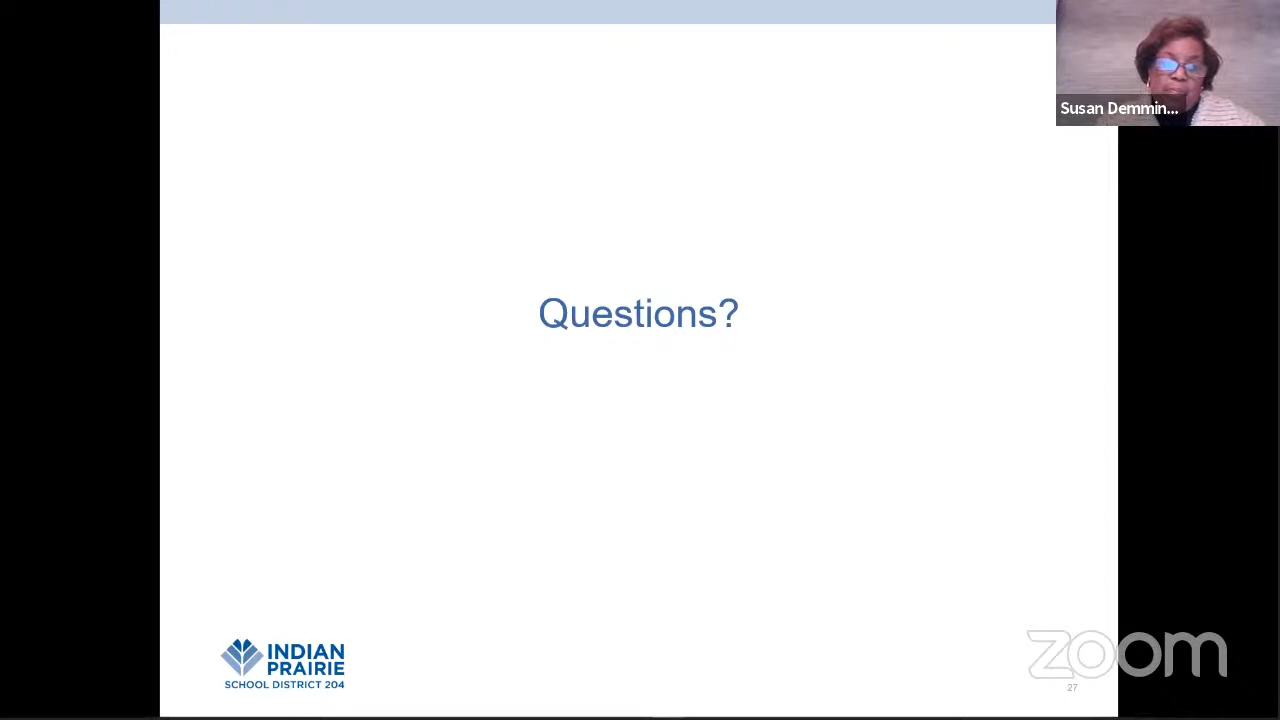 Susan Demmin...
Questions?
INDIAN
PRAIRIE
SCHOOL DISTRICT 204
zoom
27